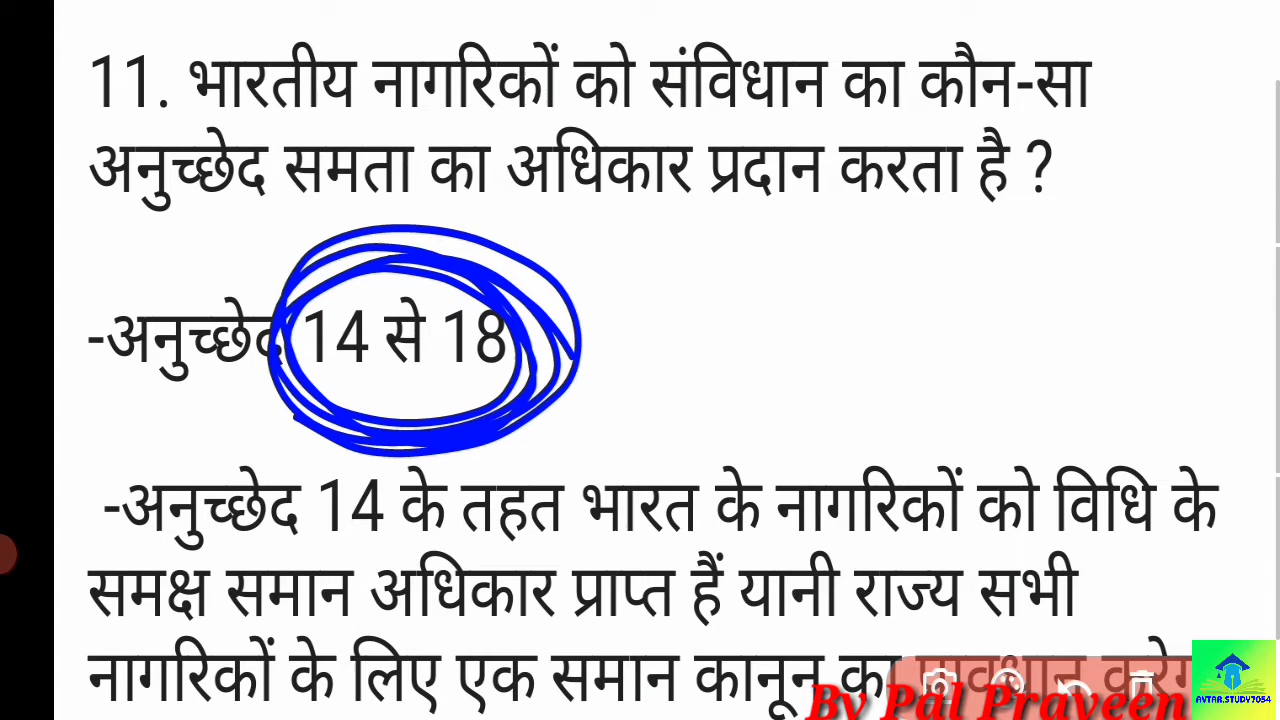 11. भारतीय नागरिकों को संविधान का कौन-सा
अनुच्छेद समता का अधिकार प्रदान करता है ?
-अनुच्छेद 14 से 18
-अनुच्छेद 14 के तहत भारत के नागरिकों को विधि के
समक्ष समान अधिकार प्राप्त हैं यानी राज्य सभी
नागरिकों के लिए एक समान कानून का
By Pal Praveen
AVTAR.STUDY7054